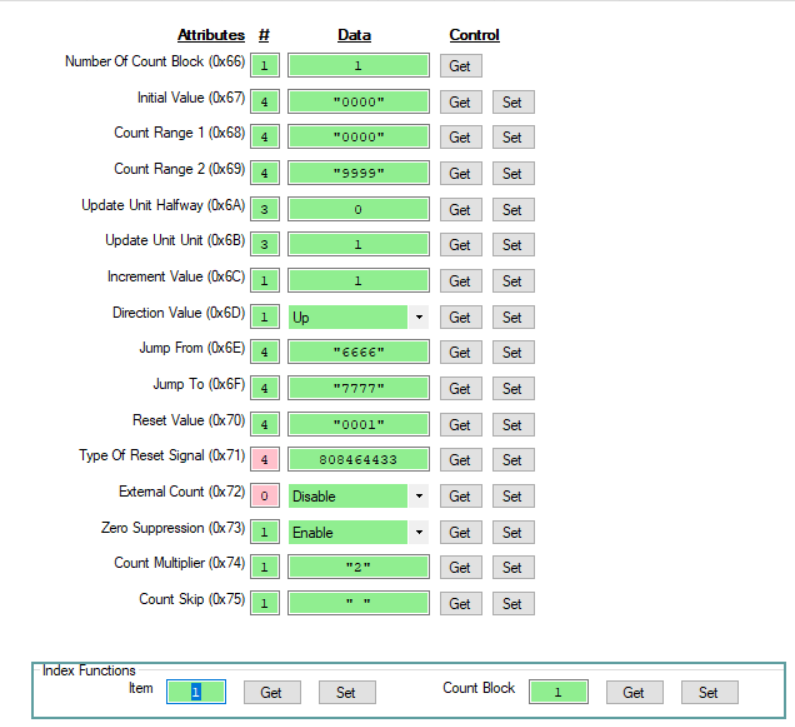 Attributes # Data Control
Number Of Count Block (0x66) 1 1 Get
Initial Value (0x67) 4 "0000" Get Set
Count Range 1 (0x68) 4 "0000" Get Set
Count Range 2 (0x69) 4 "9999" Get Set
Update Unit Halfway (0x6A) 3 0 Get Set
Update Unit Unit (0x6B) 3 1 Get Set
Increment Value (0x6C) 1 1 Get Set
Direction Value (0x6D) 1 Up Get Set
Jump From (0x6E) 4 "6666" Get Set
Jump To (0x6F) 4 "7777" Get Set
Reset Value (0x70) 4 "0001" Get Set
Type Of Reset Signal (0x71) 4 808464433 Get Set
External Count (0x72) 0 Disable Get Set
Zero Suppression (0x73) 1 Enable Get Set
Count Multiplier (0x74) 1 "2" Get Set
Count Skip (0x75) 1 " " Get Set
Index Functions
Item 1 Get Set Count Block 1 Get Set